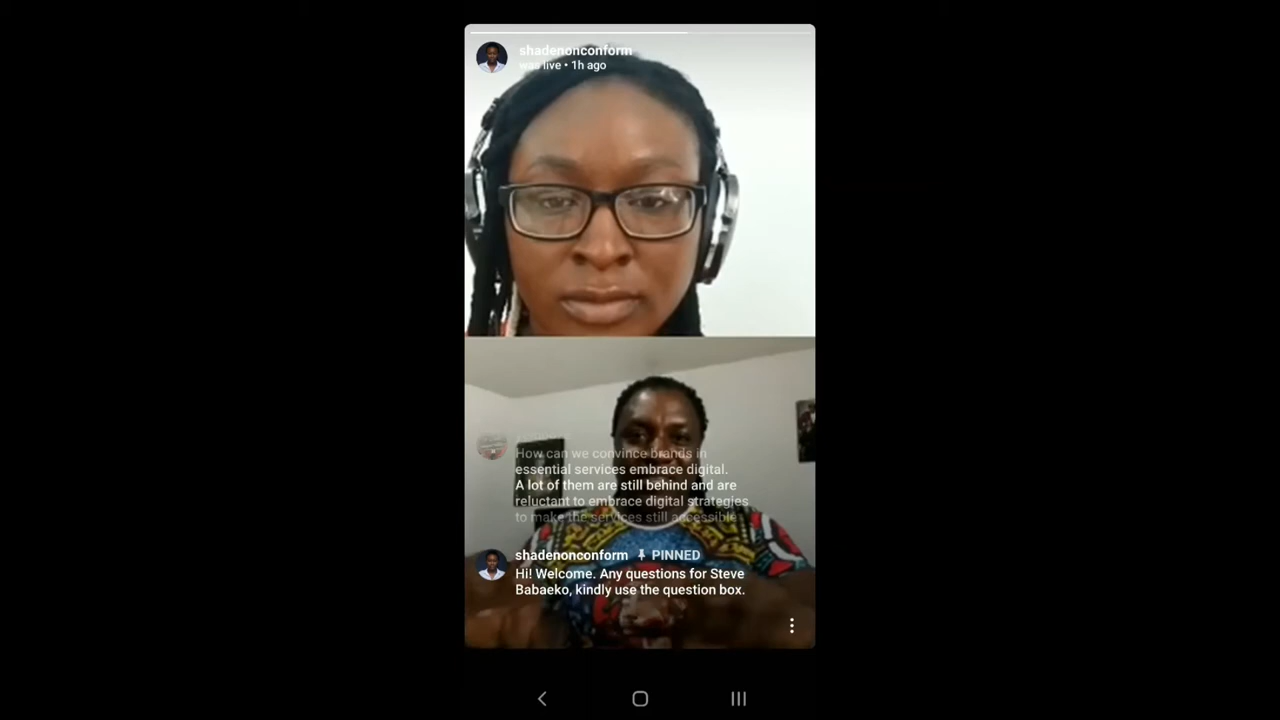 shadenonconform
was live • 1h ago
How can we convince brands in
essential services embrace digital.
A lot of them are still behind and are
reluctant to embrace digital strategies
to make the services still accessible
shadenonconform PINNED
Hi! Welcome. Any questions for Steve
Babaeko, kindly use the question box.